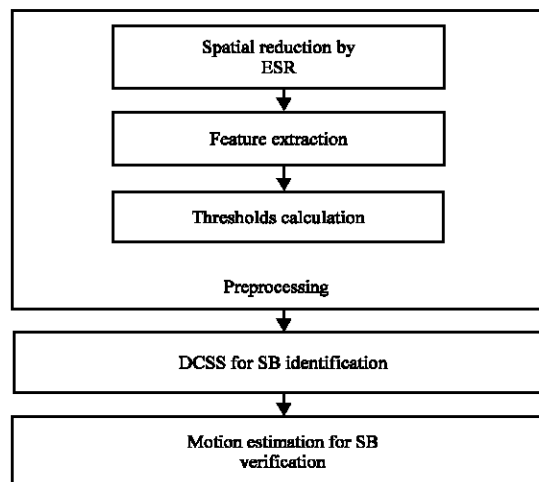 Spatial reduction by
ESR
Feature extraction
Thresholds calculation
Preprocessing
DCSS for SB identification
Motion estimation for SB
verification